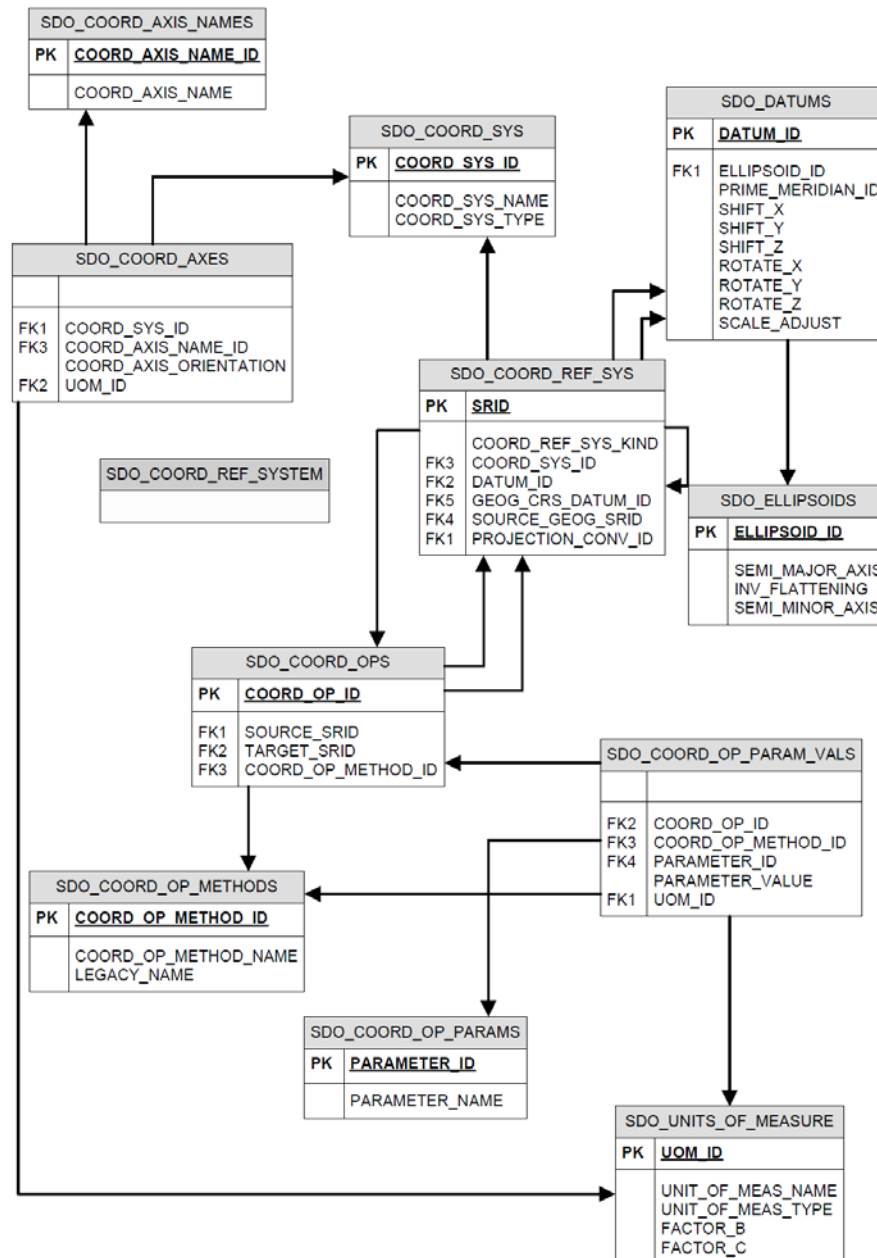 SDO_COORD_AXIS_NAMES
PK COORD_AXIS_NAME_ID
COORD_AXIS_NAME
SDO_COORD_SYS
PK COORD_SYS_ID
COORD_SYS_NAME
COORD_SYS_TYPE
SDO_DATUMS
PK DATUM_ID
FK1 ELLIPSOID_ID
PRIME_MERIDIAN_ID
SHIFT_X
SHIFT_Y
SHIFT_Z
ROTATE_X
ROTATE_Y
ROTATE_Z
SCALE_ADJUST
SDO_COORD_AXES
FK1 COORD_SYS_ID
FK3 COORD_AXIS_NAME_ID
COORD_AXIS_ORIENTATION
FK2 UOM_ID
SDO_COORD_REF_SYS
PK SRID
COORD_REF_SYS_KIND
FK3 COORD_SYS_ID
FK2 DATUM_ID
FK5 GEOG_CRS_DATUM_ID
FK4 SOURCE_GEOG_SRID
FK1 PROJECTION_CONV_ID
SDO_COORD_REF_SYSTEM
SDO_ELLIPSOIDS
PK ELLIPSOID_ID
SEMI_MAJOR_AXIS
INV_FLATTENING
SEMI_MINOR_AXIS
SDO_COORD_OPS
PK COORD_OP_ID
FK1 SOURCE_SRID
FK2 TARGET_SRID
FK3 COORD_OP_METHOD_ID
SDO_COORD_OP_PARAM_VALS
FK2 COORD_OP_ID
FK3 COORD_OP_METHOD_ID
FK4 PARAMETER_ID
PARAMETER_VALUE
FK1 UOM_ID
SDO_COORD_OP_METHODS
PK COORD_OP_METHOD_ID
COORD_OP_METHOD_NAME
LEGACY_NAME
SDO_COORD_OP_PARAMS
PK PARAMETER_ID
PARAMETER_NAME
SDO_UNITS_OF_MEASURE
PK UOM_ID
UNIT_OF_MEAS_NAME
UNIT_OF_MEAS_TYPE
FACTOR_B
FACTOR_C